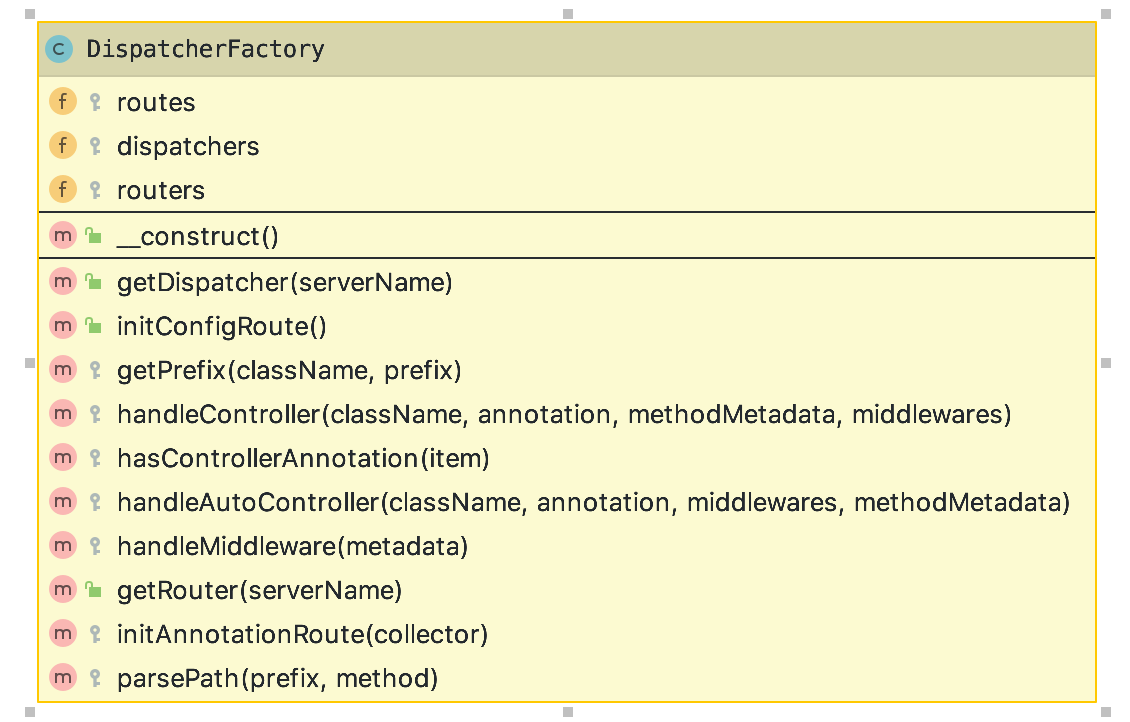 C DispatcherFactory
f routes
f dispatchers
f routers
m __construct()
m getDispatcher(serverName)
m initConfigRoute()
m getPrefix(className, prefix)
m handleController(className, annotation, methodMetadata, middlewares)
m hasControllerAnnotation(item)
m handleAutoController(className, annotation, middlewares, methodMetadata)
m handleMiddleware(metadata)
m getRouter(serverName)
m initAnnotationRoute(collector)
m parsePath(prefix, method)